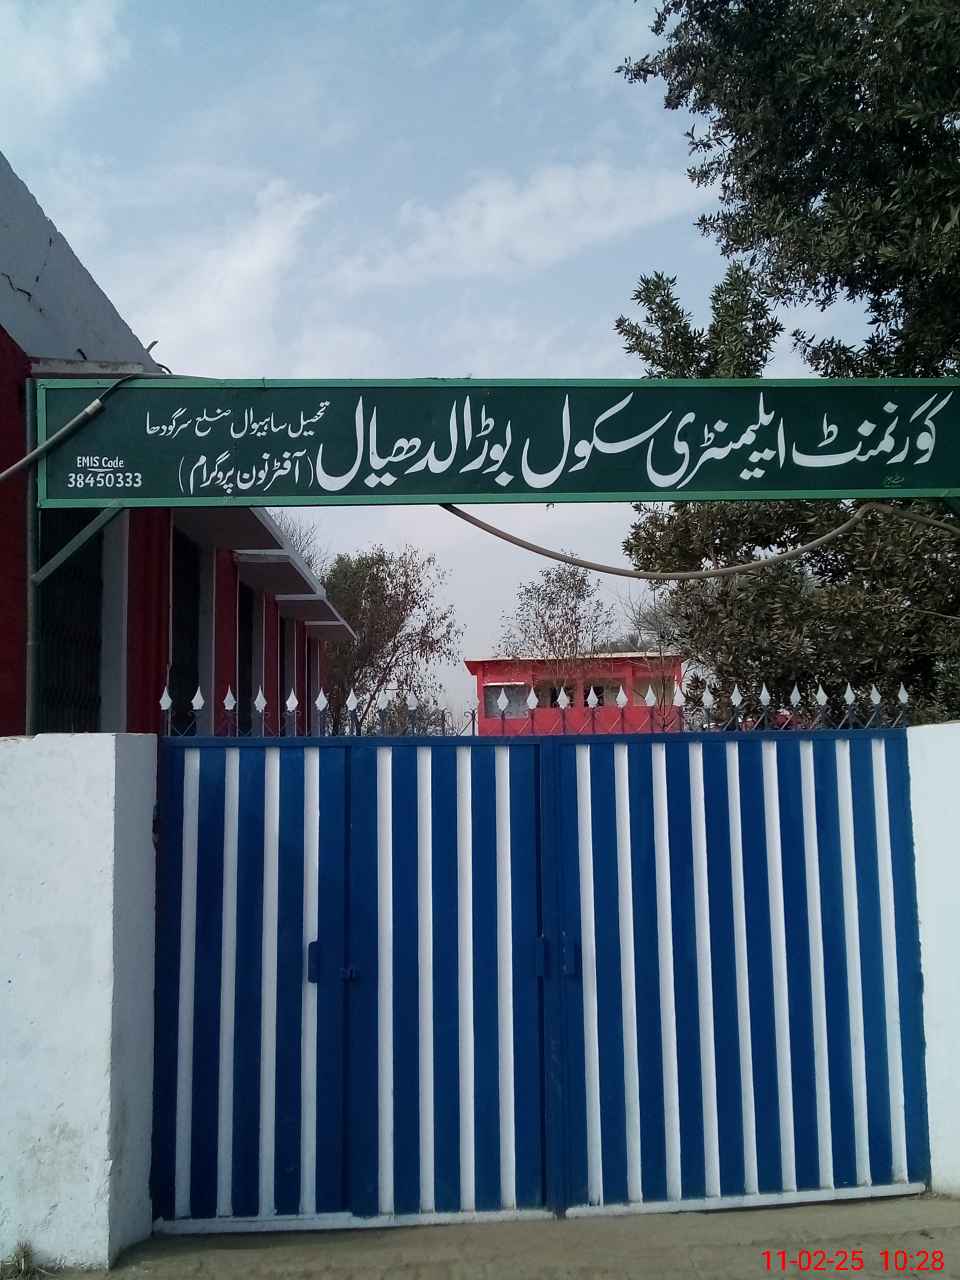 گورنمنٹ ایلیمنٹری سکول بوڑالدھیال
تحصیل ساہیوال ضلع سرگودھا
(آفٹرنون پروگرام)
EMIS Code
38450333
11-02-25 10:28